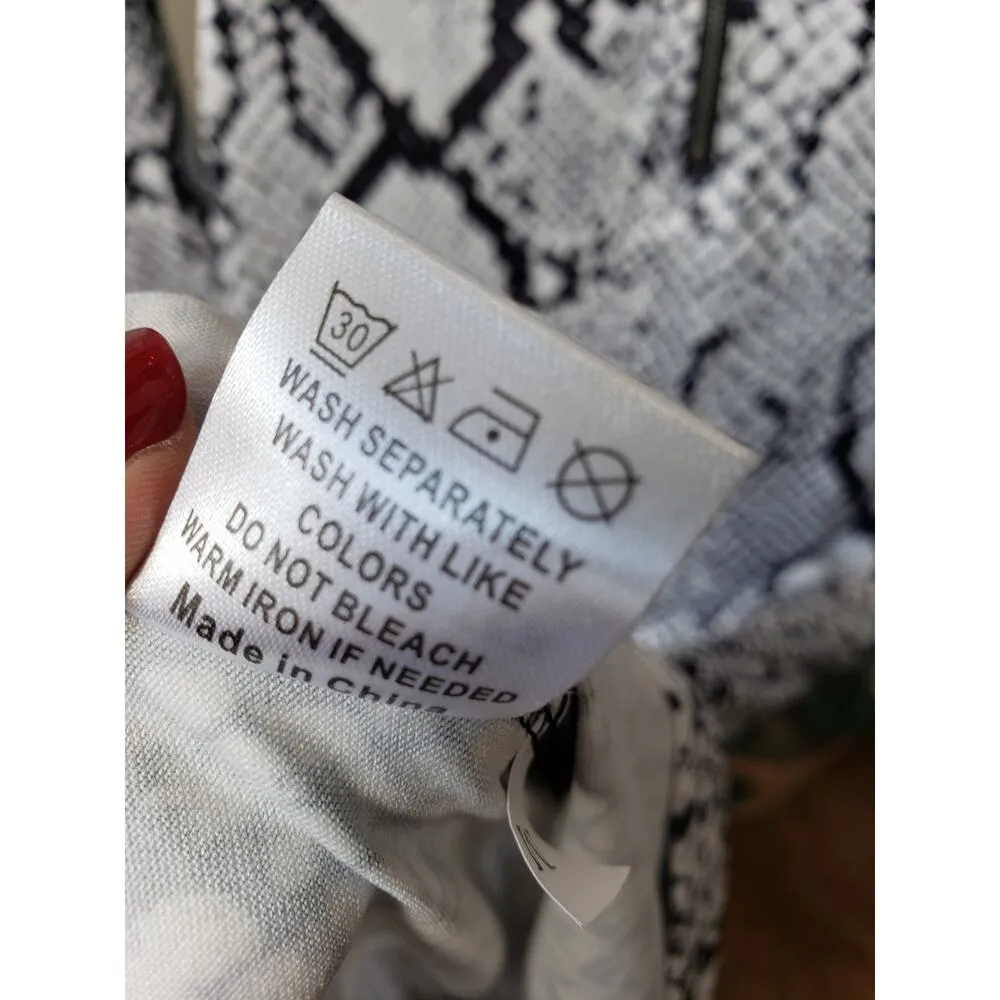 30
WASH SEPARATELY
WASH WITH LIKE
COLORS
DO NOT BLEACH
WARM IRON IF NEEDED
Made in China